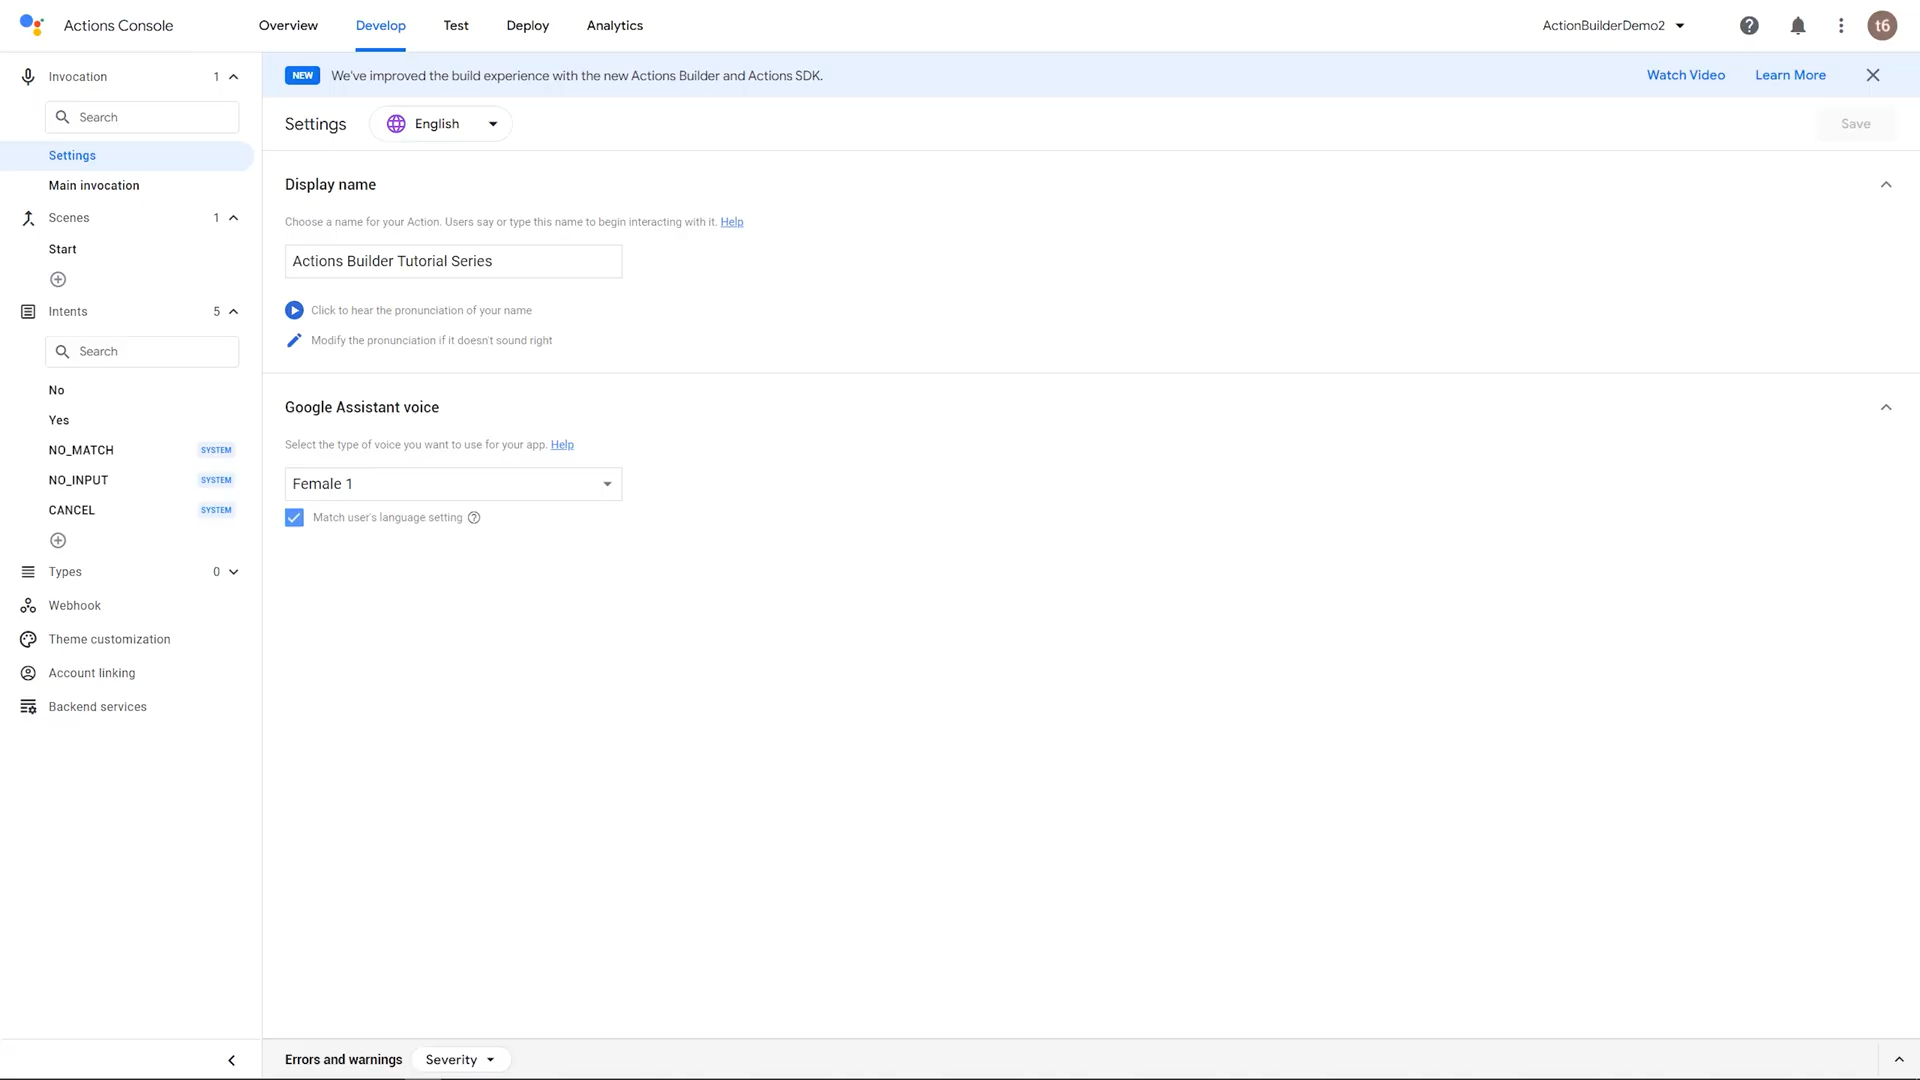 Actions Console
Overview
Develop
Test
Deploy
Analytics
ActionBuilderDemo2
t6
Invocation
1
Search
Settings
Main invocation
Scenes
1
Start
Intents
5
Search
No
Yes
NO_MATCH
SYSTEM
NO_INPUT
SYSTEM
CANCEL
SYSTEM
Types
0
Webhook
Theme customization
Account linking
Backend services
NEW
We've improved the build experience with the new Actions Builder and Actions SDK.
Watch Video
Learn More
Settings
English
Save
Display name
Choose a name for your Action. Users say or type this name to begin interacting with it. Help
Actions Builder Tutorial Series
Click to hear the pronunciation of your name
Modify the pronunciation if it doesn't sound right
Google Assistant voice
Select the type of voice you want to use for your app. Help
Female 1
Match user's language setting
Errors and warnings
Severity